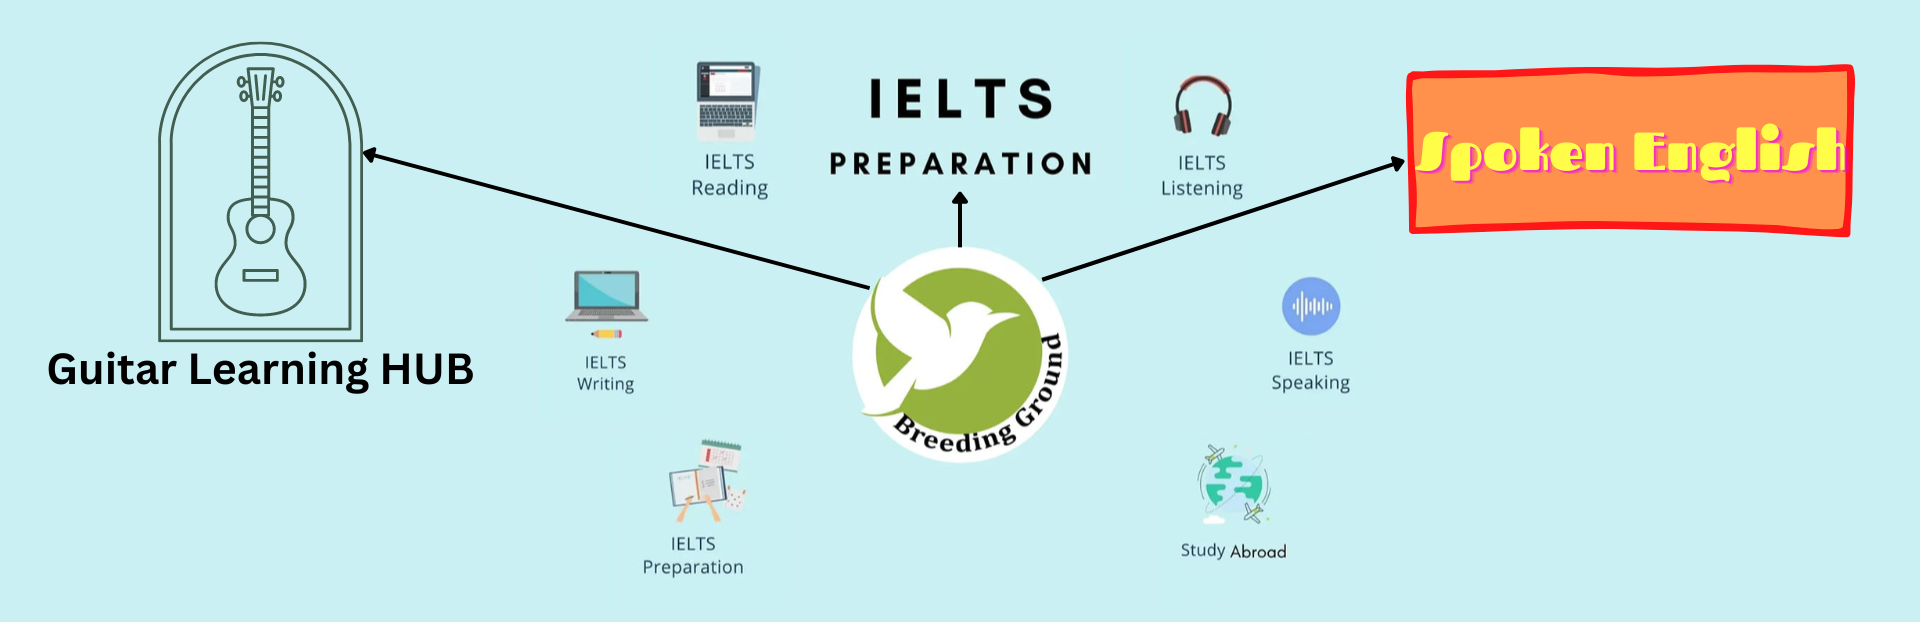 IELTS
PREPARATION
IELTS
Reading
IELTS
Listening
Spoken English
Guitar Learning HUB
IELTS
Writing
Breeding Ground
IELTS
Speaking
IELTS
Preparation
Study Abroad